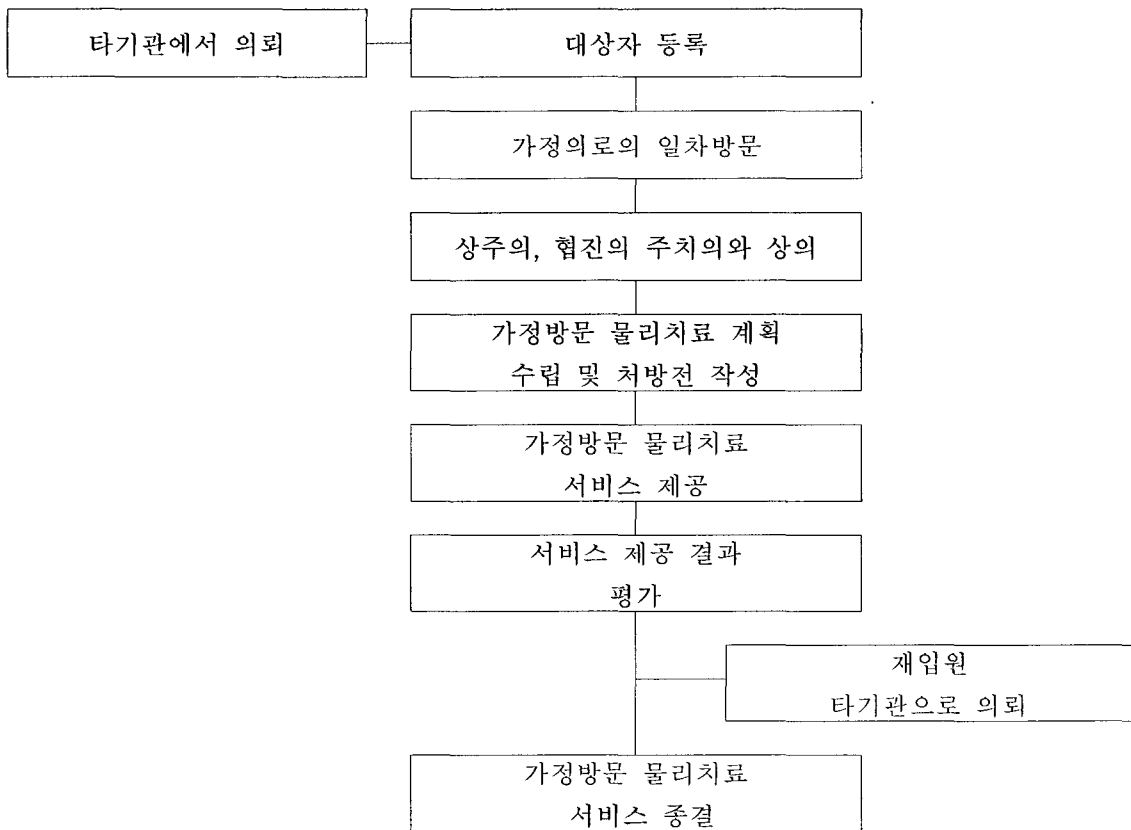 타기관에서 의뢰
대상자 등록
가정의로의 일차방문
상주의, 협진의 주치의와 상의
가정방문 물리치료 계획
수립 및 처방전 작성
가정방문 물리치료
서비스 제공
서비스 제공 결과
평가
재입원
타기관으로 의뢰
가정방문 물리치료
서비스 종결